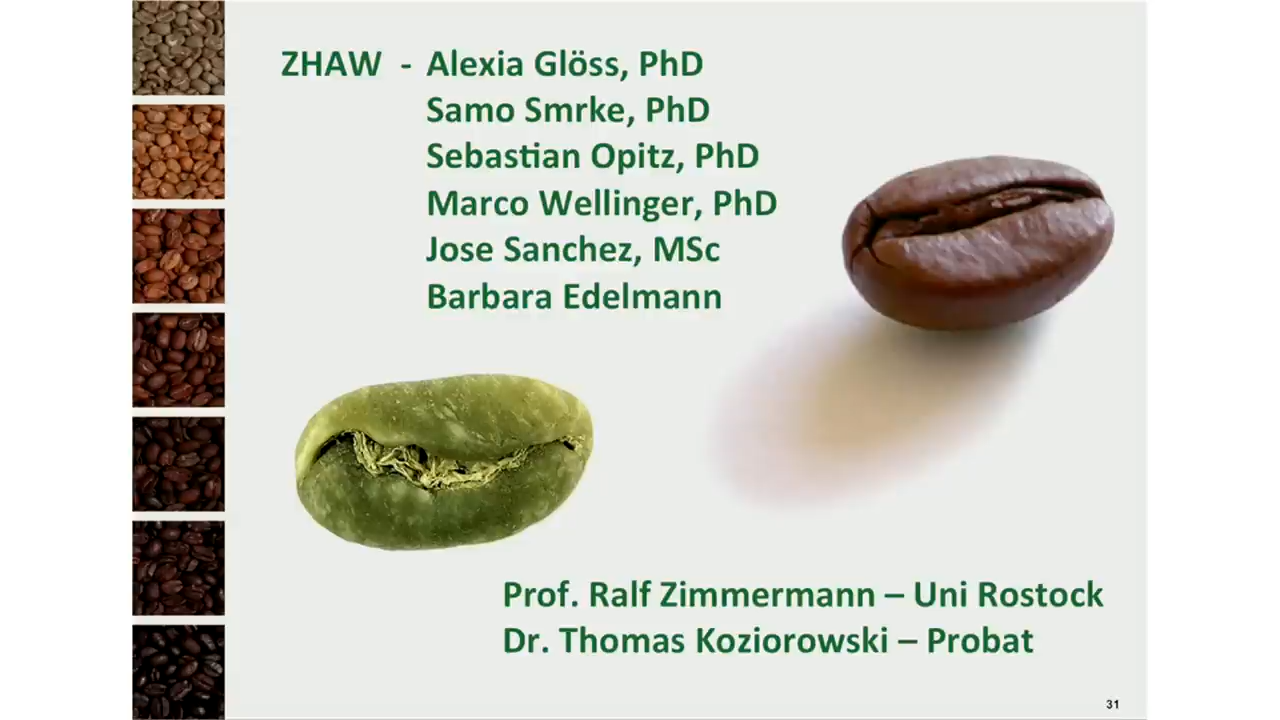 ZHAW - Alexia Glöss, PhD
Samo Smrke, PhD
Sebastian Opitz, PhD
Marco Wellinger, PhD
Jose Sanchez, MSc
Barbara Edelmann
Prof. Ralf Zimmermann – Uni Rostock
Dr. Thomas Koziorowski – Probat
31